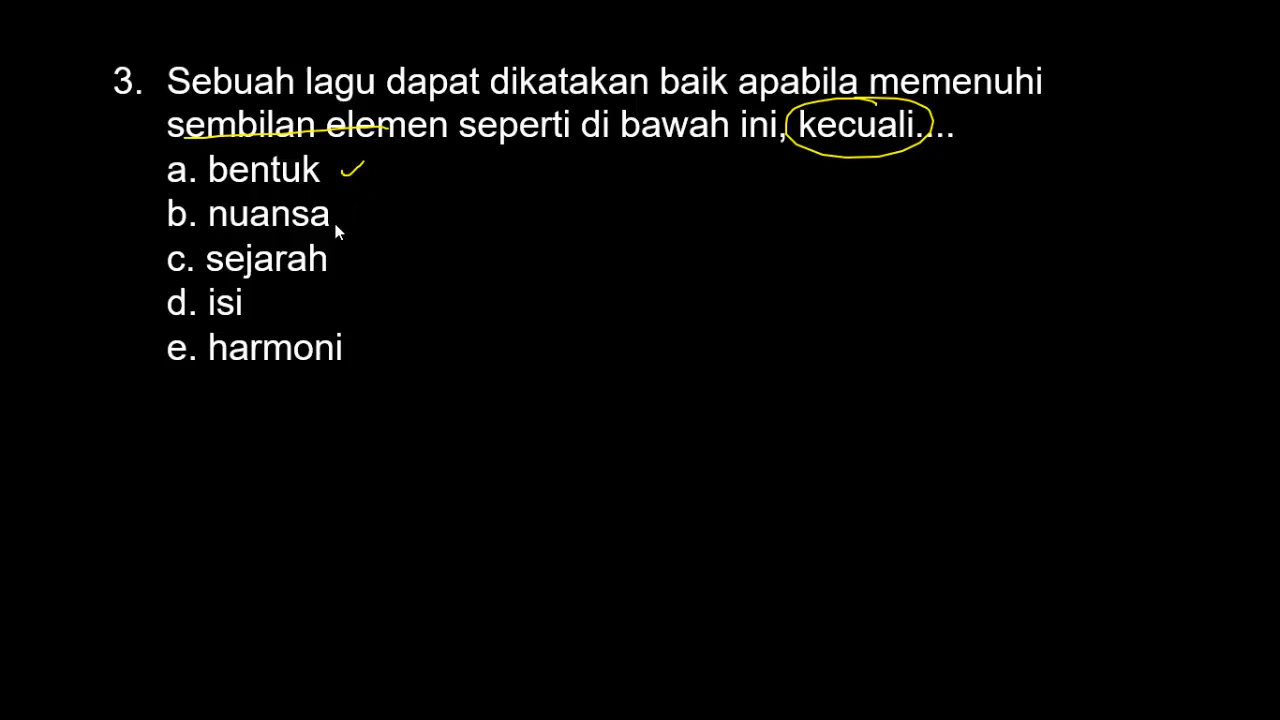 3. Sebuah lagu dapat dikatakan baik apabila memenuhi
sembilan elemen seperti di bawah ini, kecuali....
a. bentuk
b. nuansa
c. sejarah
d. isi
e. harmoni